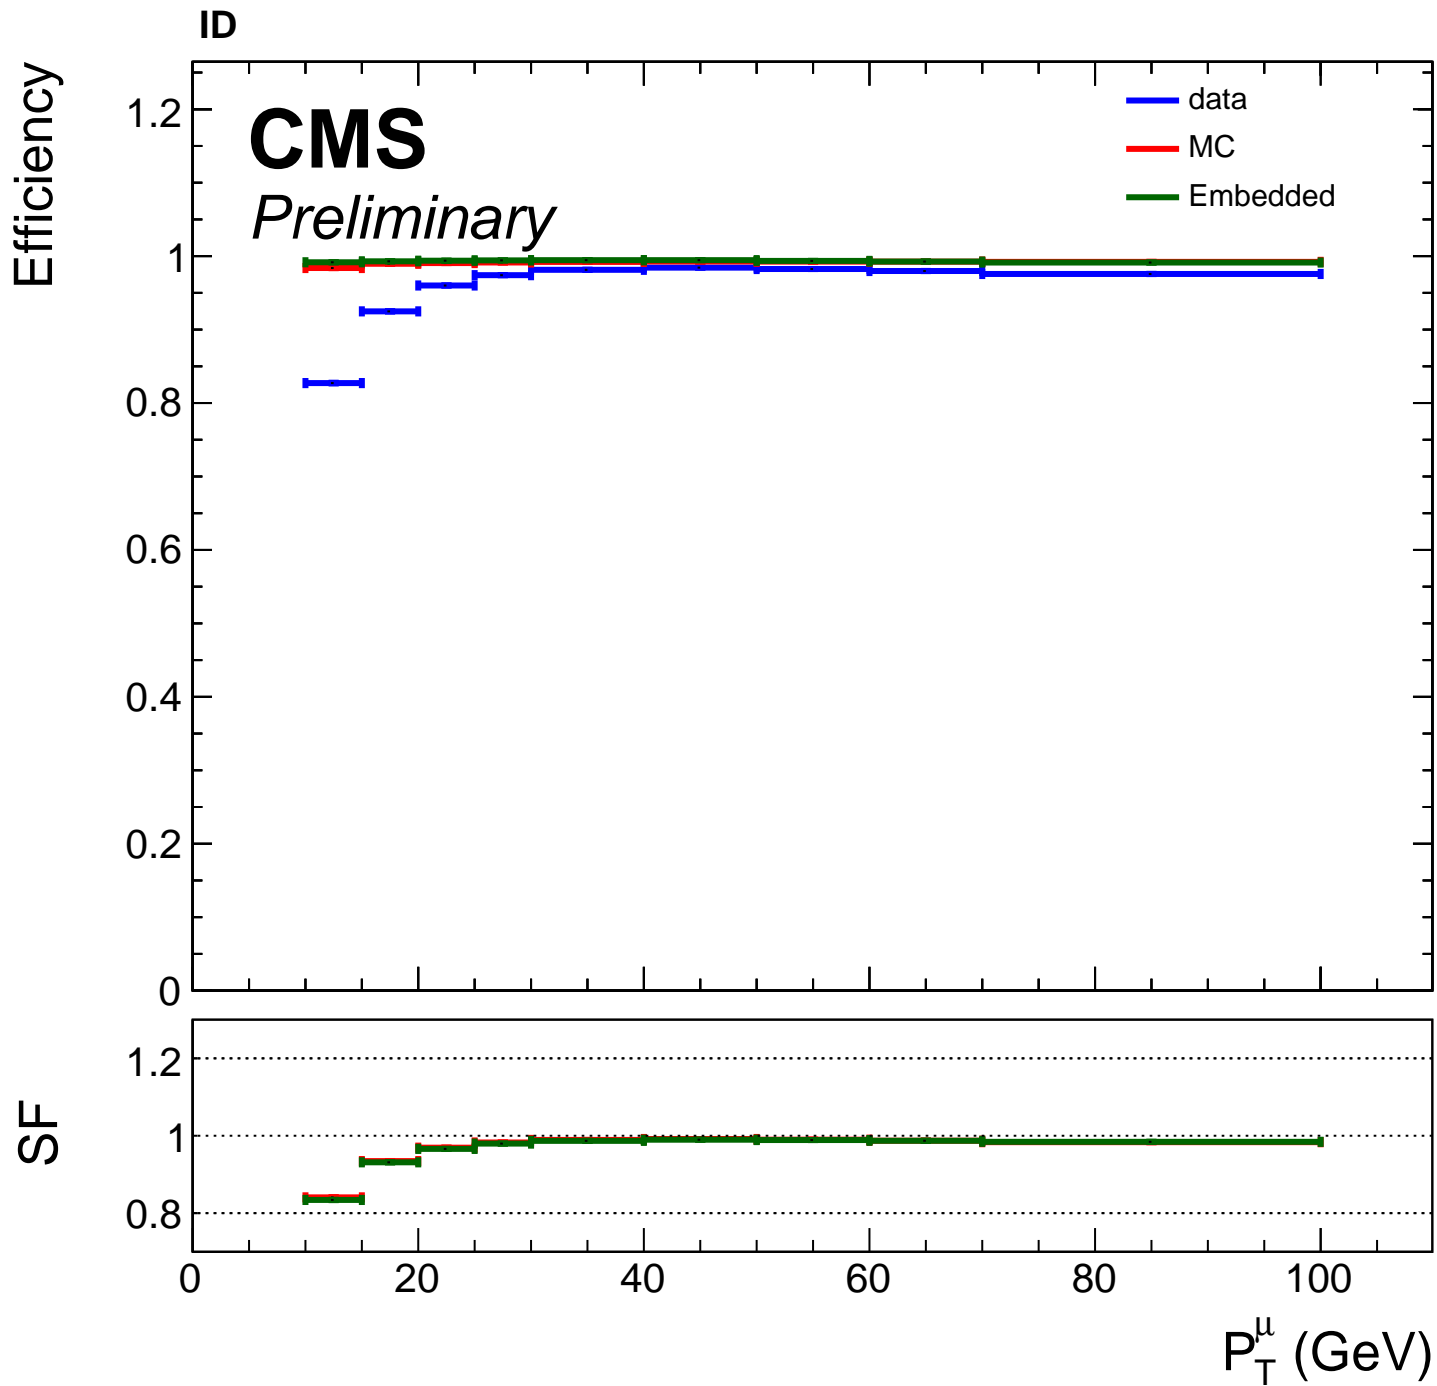 ID
Efficiency
CMS
Preliminary
data
MC
Embedded
1.2
1
0.8
0.6
0.4
0.2
0
SF
1.2
1
0.8
0 20 40 60 80 100
P_T^μ (GeV)